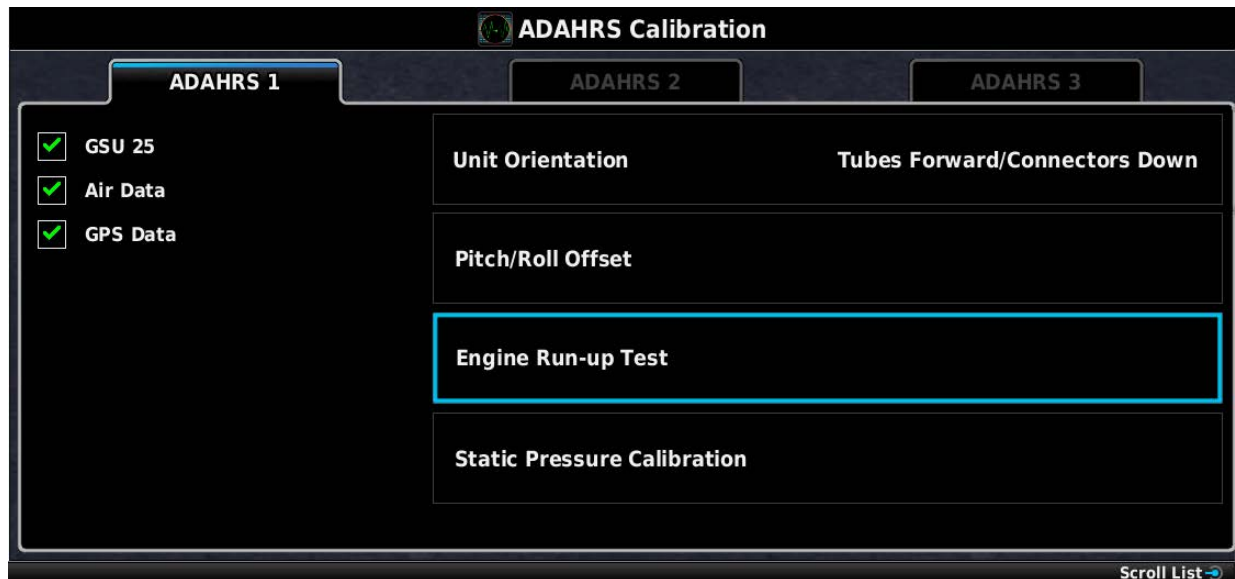 ADAHRS Calibration
ADAHRS 1
ADAHRS 2
ADAHRS 3
GSU 25
Air Data
GPS Data
Unit Orientation Tubes Forward/Connectors Down
Pitch/Roll Offset
Engine Run-up Test
Static Pressure Calibration
Scroll List